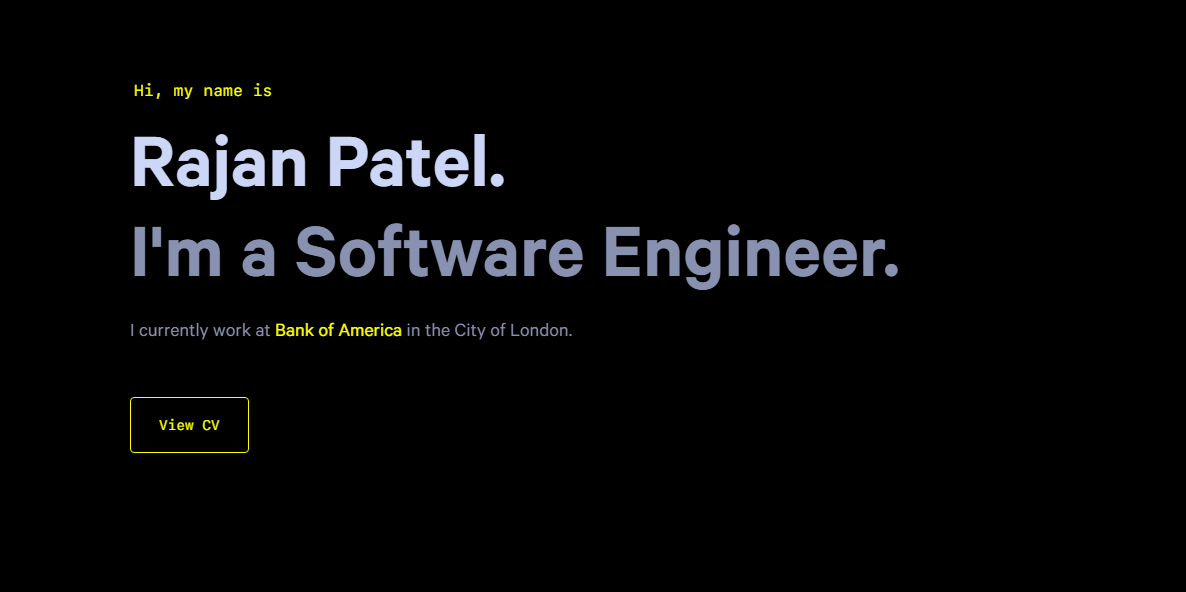 Hi, my name is
Rajan Patel.
I'm a Software Engineer.
I currently work at Bank of America in the City of London.
View CV